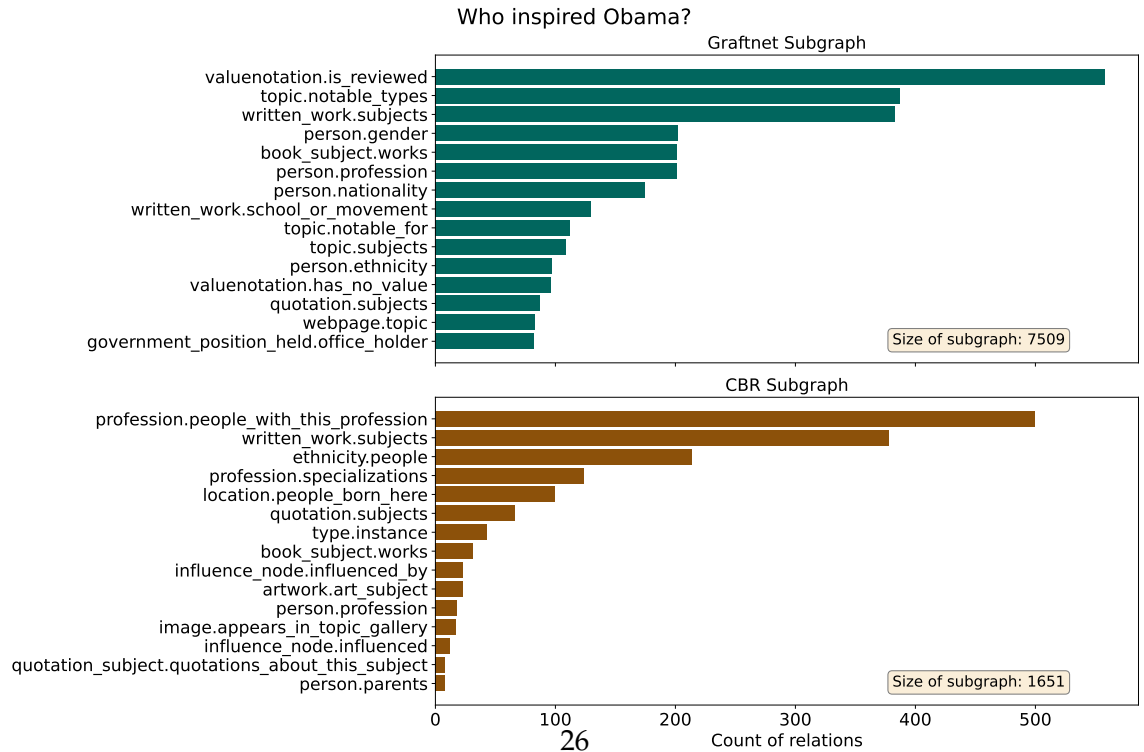 Who inspired Obama?
Graftnet Subgraph
valuenotation.is_reviewed
topic.notable_types
written_work.subjects
person.gender
book_subject.works
person.profession
person.nationality
written_work.school_or_movement
topic.notable_for
topic.subjects
person.ethnicity
valuenotation.has_no_value
quotation.subjects
webpage.topic
government_position_held.office_holder
Size of subgraph: 7509
CBR Subgraph
profession.people_with_this_profession
written_work.subjects
ethnicity.people
profession.specializations
location.people_born_here
quotation.subjects
type.instance
book_subject.works
influence_node.influenced_by
artwork.art_subject
person.profession
image.appears_in_topic_gallery
influence_node.influenced
quotation_subject.quotations_about_this_subject
person.parents
Size of subgraph: 1651
0 100 200 300 400 500
Count of relations
26